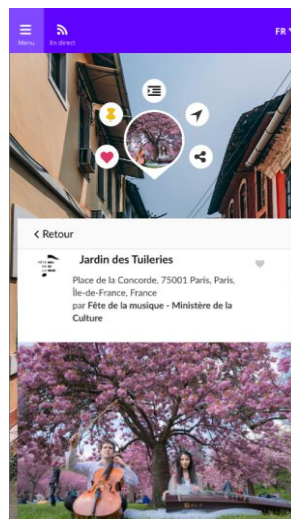 FR
Menu
En direct
Retour
Jardin des Tuileries
Place de la Concorde, 75001 Paris, Paris,
Île-de-France, France
par Fête de la musique - Ministère de la
Culture